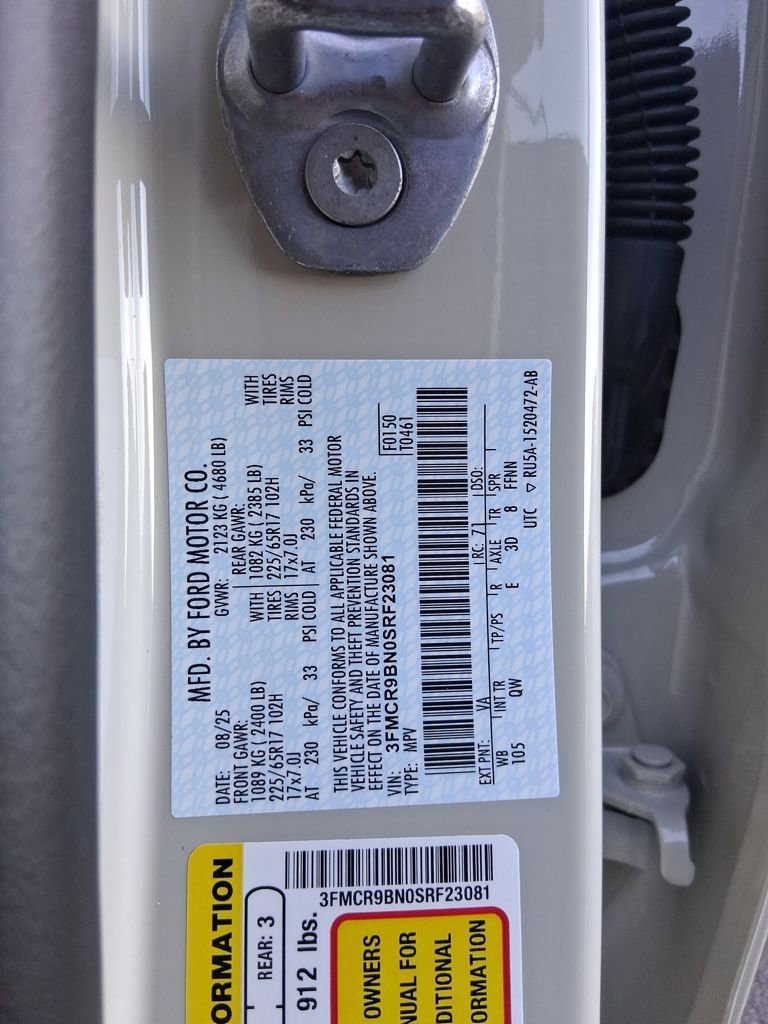 MFD. BY FORD MOTOR CO.
DATE: 08/25 GVWR: 2123 KG ( 4680 LB)
FRONT GAWR: REAR GAWR:
1089 KG ( 2400 LB) WITH 1082 KG ( 2385 LB) WITH
225/65R17 102H TIRES 225/65R17 102H TIRES
17x7.0J RIMS 17x7.0J RIMS
AT 230 kPa/ 33 PSI COLD AT 230 kPa/ 33 PSI COLD
THIS VEHICLE CONFORMS TO ALL APPLICABLE FEDERAL MOTOR
VEHICLE SAFETY AND THEFT PREVENTION STANDARDS IN
EFFECT ON THE DATE OF MANUFACTURE SHOWN ABOVE.
VIN: 3FMCR9BN0SRF23081 F0150
TYPE: MPV T0461
EXT PNT: VA RC: 71 DSO:
WB INT TR TP/PS R AXLE TR SPR
105 QW E 3D 8 FFNN
UTC ▽ RU5A-1520472-AB
ORMATION
REAR: 3
912 lbs.
3FMCR9BN0SRF23081
OWNERS
NUAL FOR
DITIONAL
ORMATION